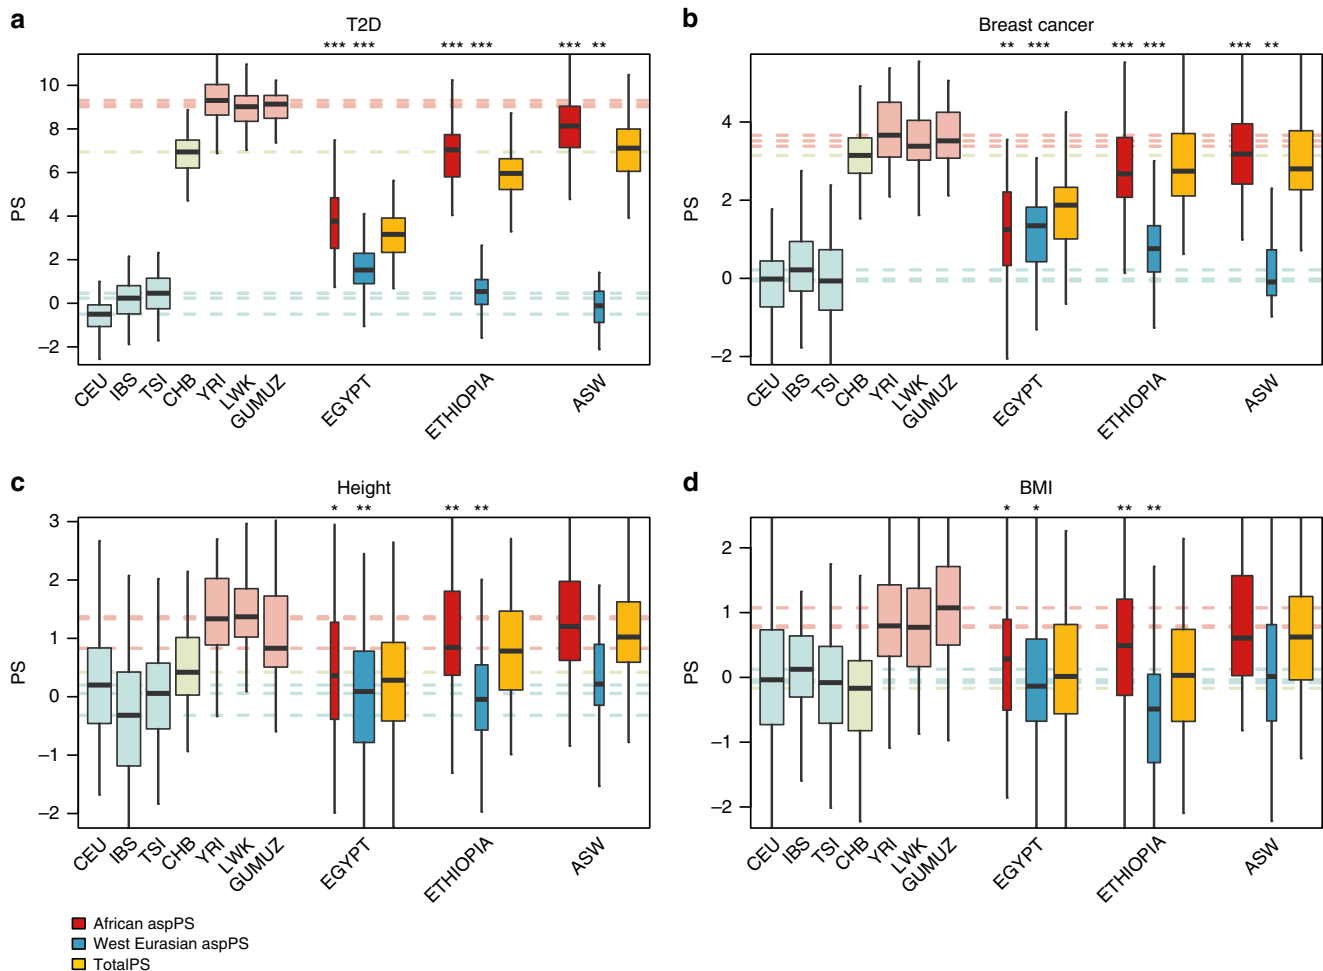 a
T2D
*** *** *** *** *** **
PS
10
8
6
4
2
0
–2
CEU IBS TSI CHB YRI LWK GUMUZ EGYPT ETHIOPIA ASW
b
Breast cancer
** *** *** *** *** **
PS
4
2
0
–2
CEU IBS TSI CHB YRI LWK GUMUZ EGYPT ETHIOPIA ASW
c
Height
* ** ** **
PS
3
2
1
0
–1
–2
CEU IBS TSI CHB YRI LWK GUMUZ EGYPT ETHIOPIA ASW
d
BMI
* * ** **
PS
2
1
0
–1
–2
CEU IBS TSI CHB YRI LWK GUMUZ EGYPT ETHIOPIA ASW
African aspPS
West Eurasian aspPS
TotalPS